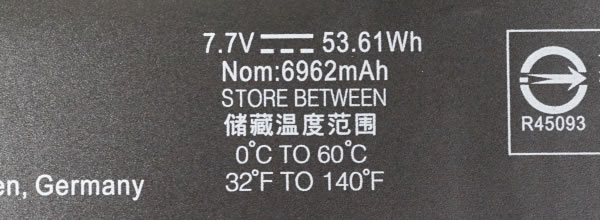 7.7V 53.61Wh
Nom:6962mAh
STORE BETWEEN
储藏温度范围
0°C TO 60°C
32°F TO 140°F
R45093
en, Germany